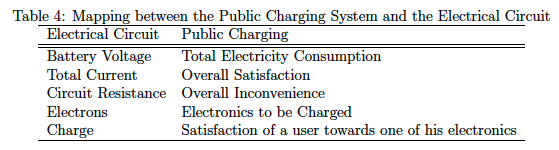 Table 4: Mapping between the Public Charging System and the Electrical Circuit
Electrical Circuit Public Charging
Battery Voltage Total Electricity Consumption
Total Current Overall Satisfaction
Circuit Resistance Overall Inconvenience
Electrons Electronics to be Charged
Charge Satisfaction of a user towards one of his electronics